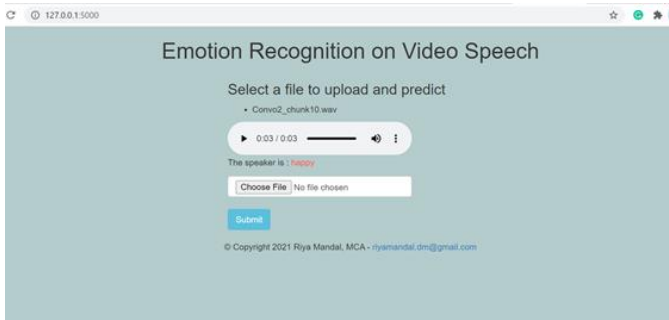 127.0.0.1:5000
Emotion Recognition on Video Speech
Select a file to upload and predict
• Convo2_chunk10.wav
0:03 / 0:03
The speaker is : happy
Choose File No file chosen
Submit
© Copyright 2021 Riya Mandal, MCA - riyamandal.dm@gmail.com